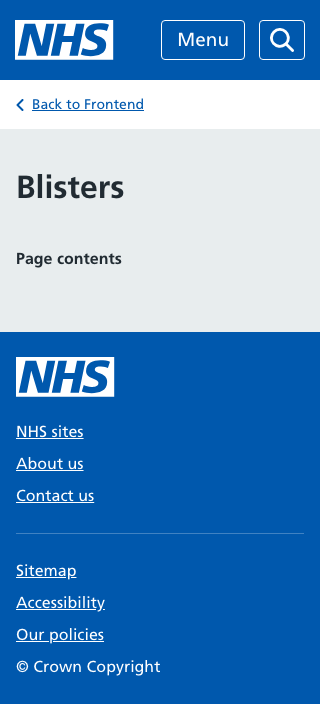 NHS
Menu
Back to Frontend
Blisters
Page contents
NHS
NHS sites
About us
Contact us
Sitemap
Accessibility
Our policies
© Crown Copyright